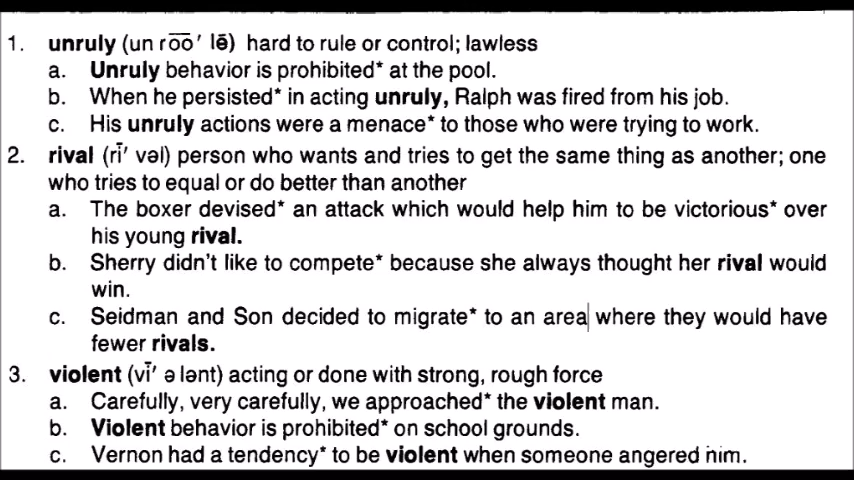 1. unruly (un ro͞o′ lē) hard to rule or control; lawless
a. Unruly behavior is prohibited* at the pool.
b. When he persisted* in acting unruly, Ralph was fired from his job.
c. His unruly actions were a menace* to those who were trying to work.
2. rival (rī′ vəl) person who wants and tries to get the same thing as another; one
who tries to equal or do better than another
a. The boxer devised* an attack which would help him to be victorious* over
his young rival.
b. Sherry didn't like to compete* because she always thought her rival would
win.
c. Seidman and Son decided to migrate* to an area where they would have
fewer rivals.
3. violent (vī′ ə lənt) acting or done with strong, rough force
a. Carefully, very carefully, we approached* the violent man.
b. Violent behavior is prohibited* on school grounds.
c. Vernon had a tendency* to be violent when someone angered him.